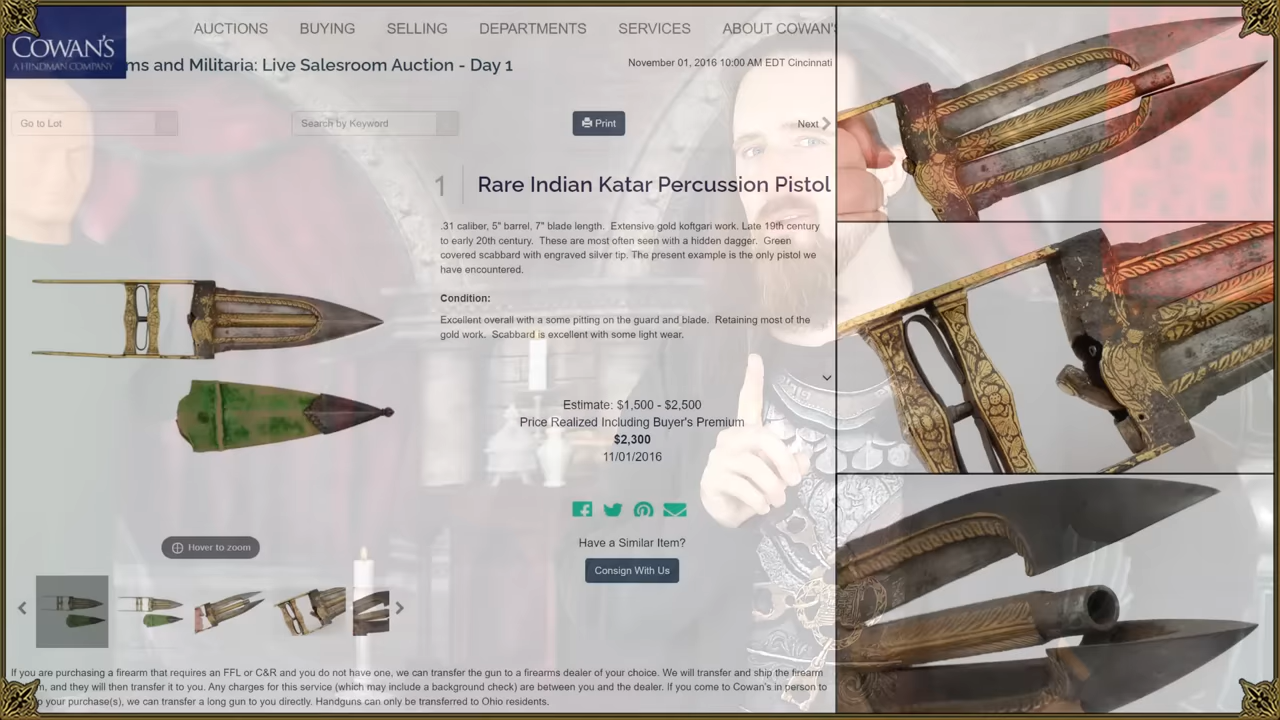 COWAN'S
A HINDMAN COMPANY
AUCTIONS BUYING SELLING DEPARTMENTS SERVICES ABOUT COWAN'S
ms and Militaria: Live Salesroom Auction - Day 1
November 01, 2016 10:00 AM EDT Cincinnati
Go to Lot
Search by Keyword
Print
Next
1
Rare Indian Katar Percussion Pistol
.31 caliber, 5" barrel, 7" blade length. Extensive gold koftgari work. Late 19th century
to early 20th century. These are most often seen with a hidden dagger. Green
covered scabbard with engraved silver tip. The present example is the only pistol we
have encountered.
Condition:
Excellent overall with a some pitting on the guard and blade. Retaining most of the
gold work. Scabbard is excellent with some light wear.
Estimate: $1,500 - $2,500
Price Realized Including Buyer's Premium
$2,300
11/01/2016
Hover to zoom
Have a Similar Item?
Consign With Us
If you are purchasing a firearm that requires an FFL or C&R and you do not have one, we can transfer the gun to a firearms dealer of your choice. We will transfer and ship the firearm
, and they will then transfer it to you. Any charges for this service (which may include a background check) are between you and the dealer. If you come to Cowan's in person to
your purchase(s), we can transfer a long gun to you directly. Handguns can only be transferred to Ohio residents.